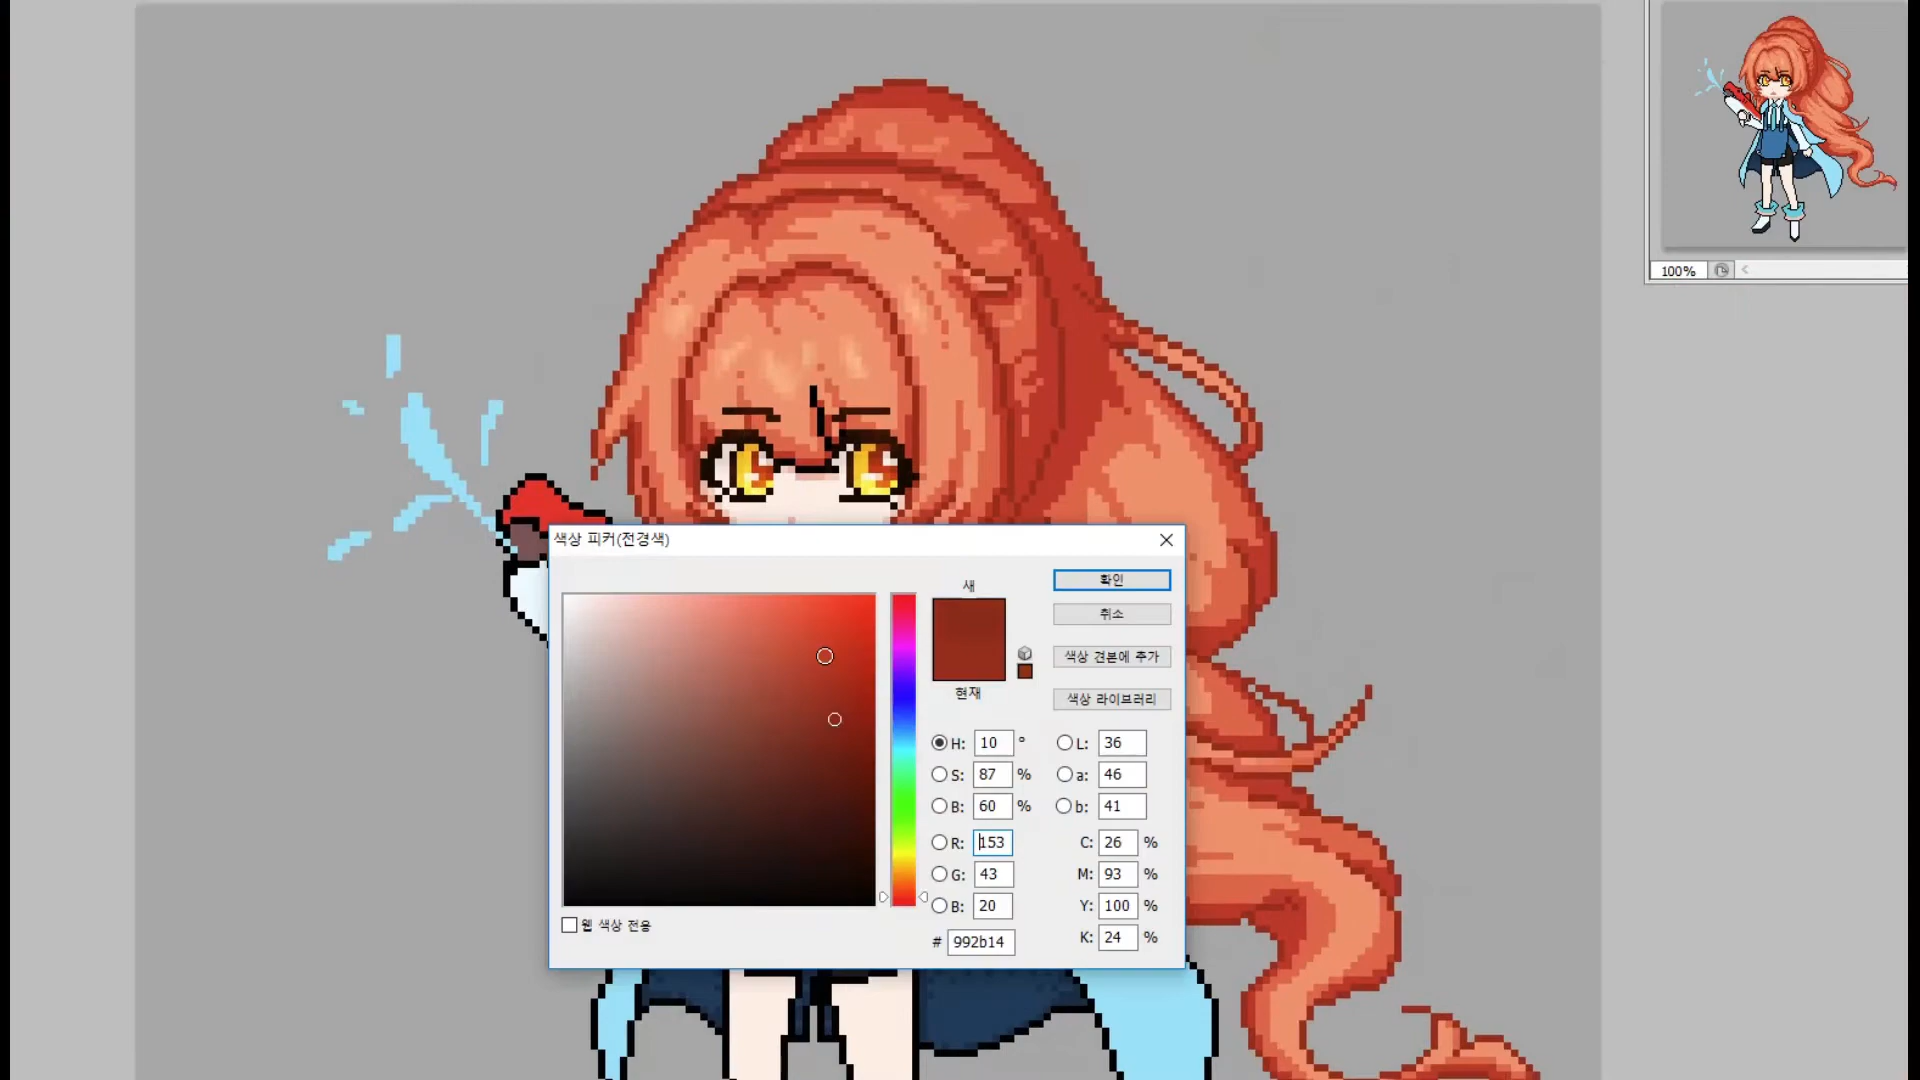 100%
색상 피커(전경색)
새
현재
확인
취소
색상 견본에 추가
색상 라이브러리
H: 10 °
S: 87 %
B: 60 %
R: 153
G: 43
B: 20
# 992b14
L: 36
a: 46
b: 41
C: 26 %
M: 93 %
Y: 100 %
K: 24 %
웹 색상 전용